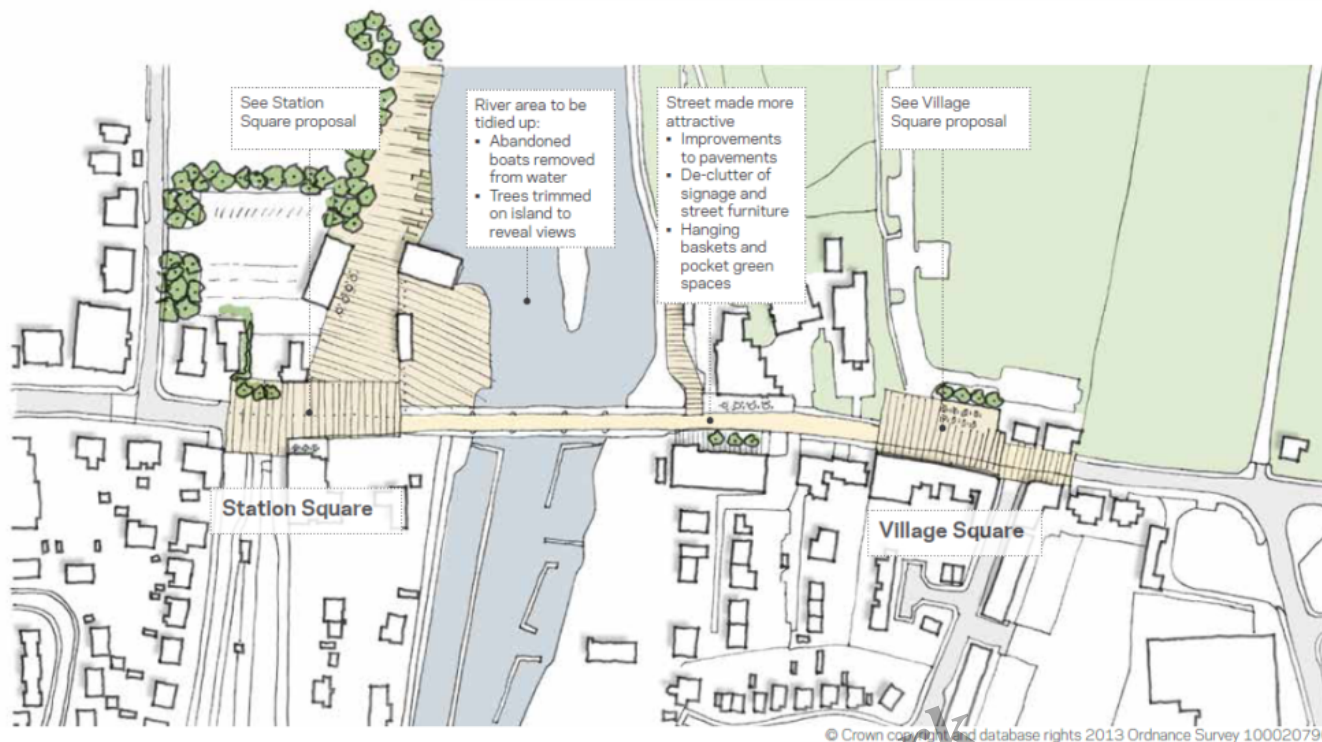 See Station
Square proposal
River area to be
tidied up:
▪ Abandoned
boats removed
from water
▪ Trees trimmed
on island to
reveal views
Street made more
attractive
▪ Improvements
to pavements
▪ De-clutter of
signage and
street furniture
▪ Hanging
baskets and
pocket green
spaces
See Village
Square proposal
Station Square
Village Square
© Crown copyright and database rights 2013 Ordnance Survey 10002079